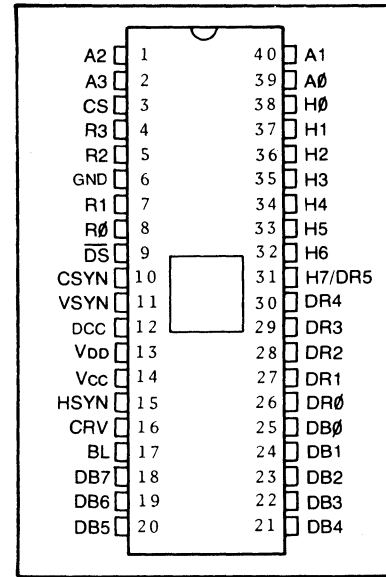 A2 1 40 A1
A3 2 39 AØ
CS 3 38 HØ
R3 4 37 H1
R2 5 36 H2
GND 6 35 H3
R1 7 34 H4
RØ 8 33 H5
D̅S̅ 9 32 H6
CSYN 10 31 H7/DR5
VSYN 11 30 DR4
DCC 12 29 DR3
VDD 13 28 DR2
VCC 14 27 DR1
HSYN 15 26 DRØ
CRV 16 25 DBØ
BL 17 24 DB1
DB7 18 23 DB2
DB6 19 22 DB3
DB5 20 21 DB4